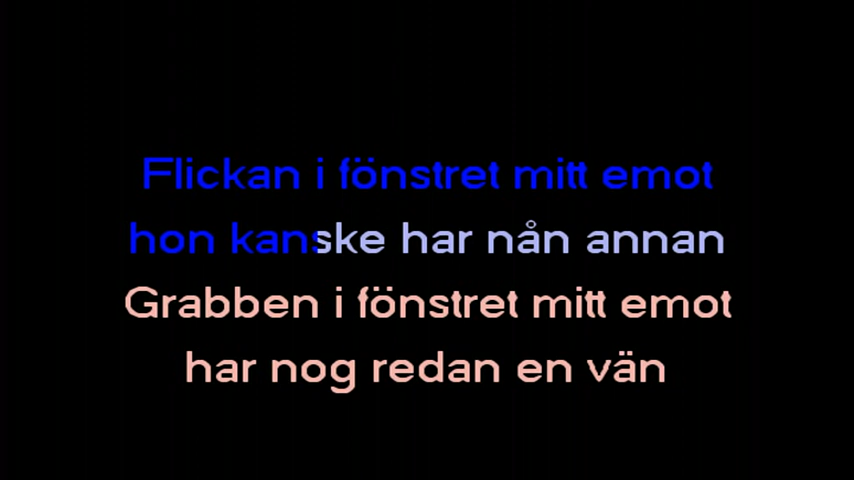 Flickan i fönstret mitt emot
hon kanske har nån annan
Grabben i fönstret mitt emot
har nog redan en vän